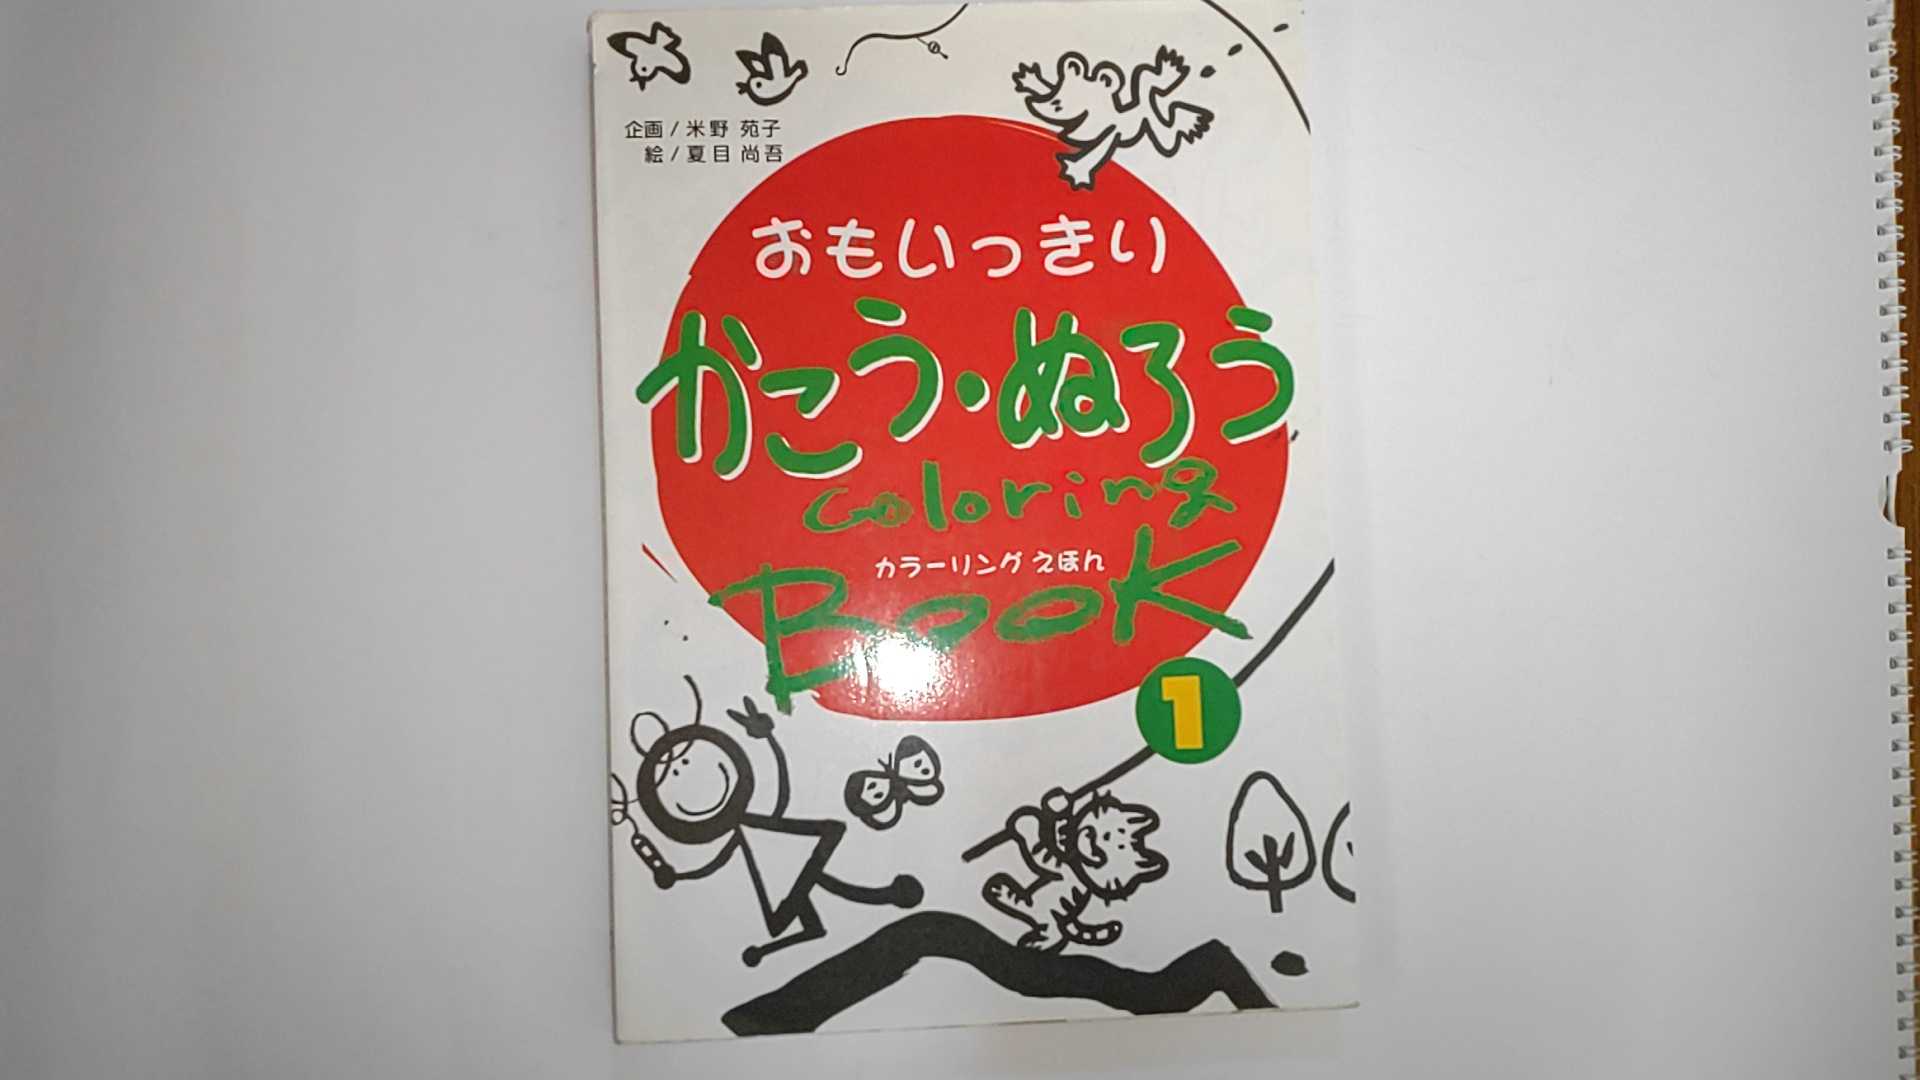 企画/米野 苑子
絵/夏目 尚吾
おもいっきり
かこう・ぬろう
Coloring
カラーリング えほん
BooK
1